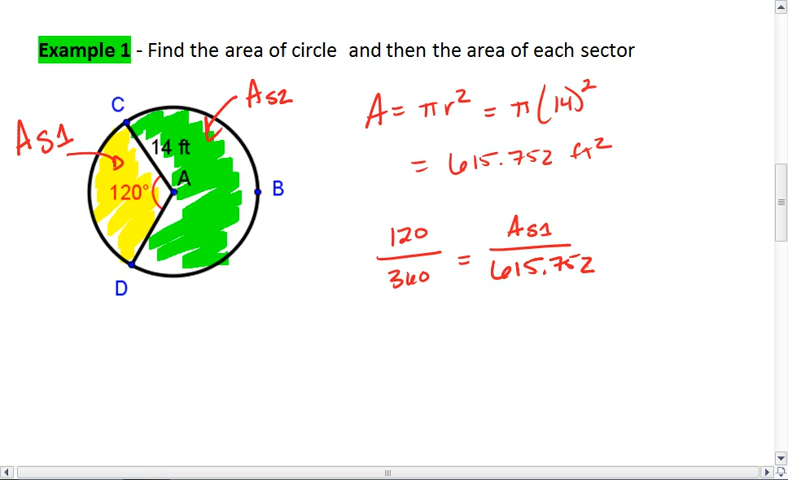 Example 1 - Find the area of circle and then the area of each sector
C
As2
As1
14 ft
A
120°
B
D
A = πr² = π(14)²
= 615.752 ft²
120/360 = As1/615.752